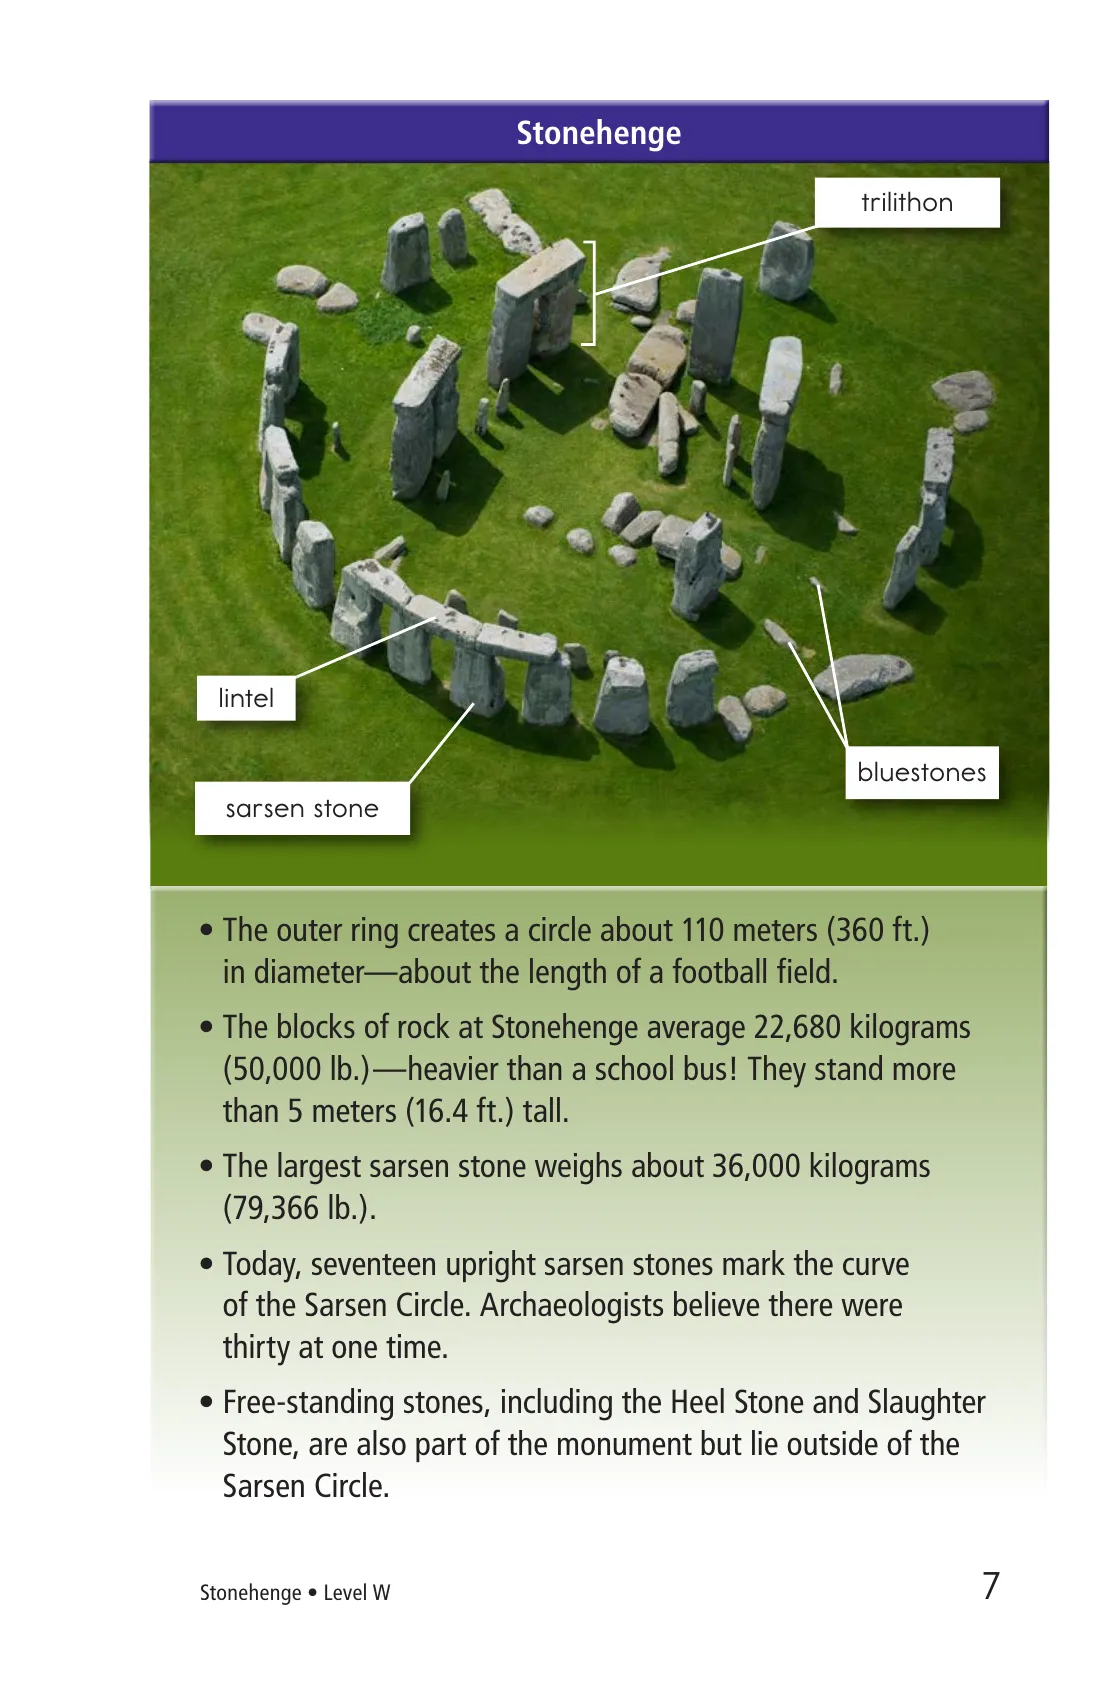 Stonehenge
trilithon
lintel
sarsen stone
bluestones
• The outer ring creates a circle about 110 meters (360 ft.)
in diameter—about the length of a football field.
• The blocks of rock at Stonehenge average 22,680 kilograms
(50,000 lb.)—heavier than a school bus! They stand more
than 5 meters (16.4 ft.) tall.
• The largest sarsen stone weighs about 36,000 kilograms
(79,366 lb.).
• Today, seventeen upright sarsen stones mark the curve
of the Sarsen Circle. Archaeologists believe there were
thirty at one time.
• Free-standing stones, including the Heel Stone and Slaughter
Stone, are also part of the monument but lie outside of the
Sarsen Circle.
Stonehenge • Level W
7